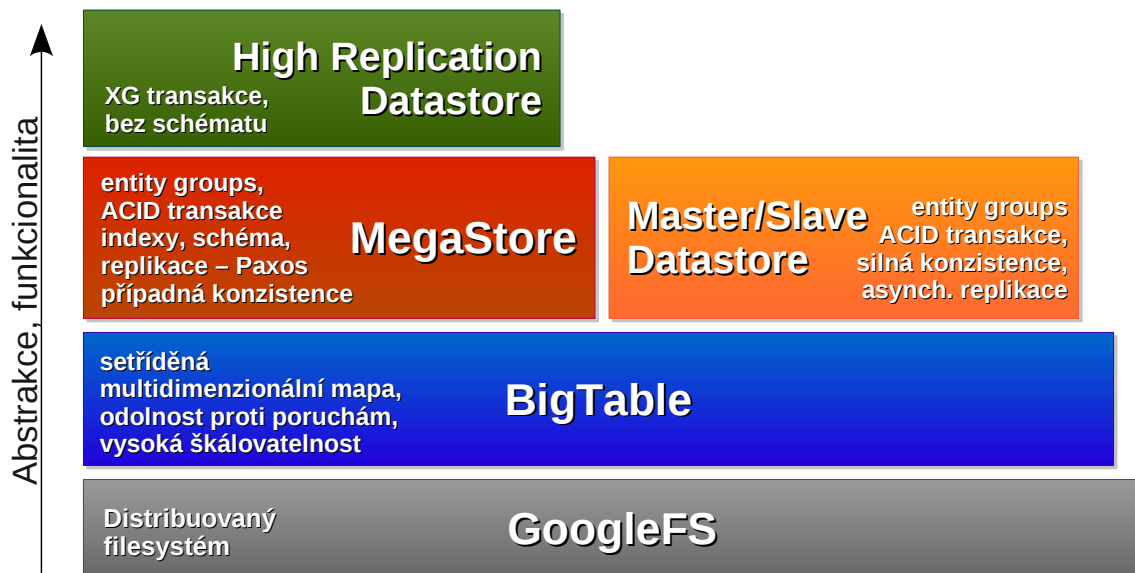 Abstrakce, funkcionalita
High Replication
Datastore
XG transakce,
bez schématu
entity groups,
ACID transakce
indexy, schéma,
replikace – Paxos
případná konzistence
MegaStore
Master/Slave
Datastore
entity groups
ACID transakce,
silná konzistence,
asynch. replikace
setříděná
multidimenzionální mapa,
odolnost proti poruchám,
vysoká škálovatelnost
BigTable
Distribuovaný
filesystém
GoogleFS